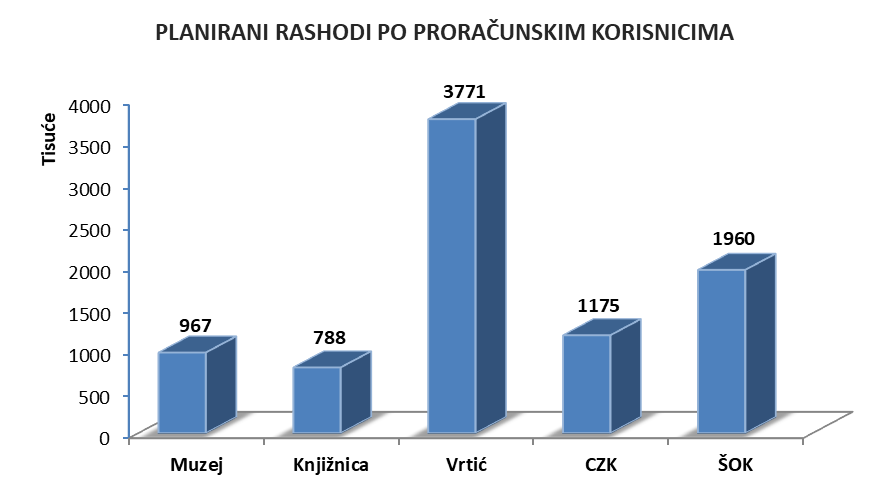 PLANIRANI RASHODI PO PRORAČUNSKIM KORISNICIMA
Tisuće
4000
3500
3000
2500
2000
1500
1000
500
0
967
788
3771
1175
1960
Muzej
Knjižnica
Vrtić
CZK
ŠOK